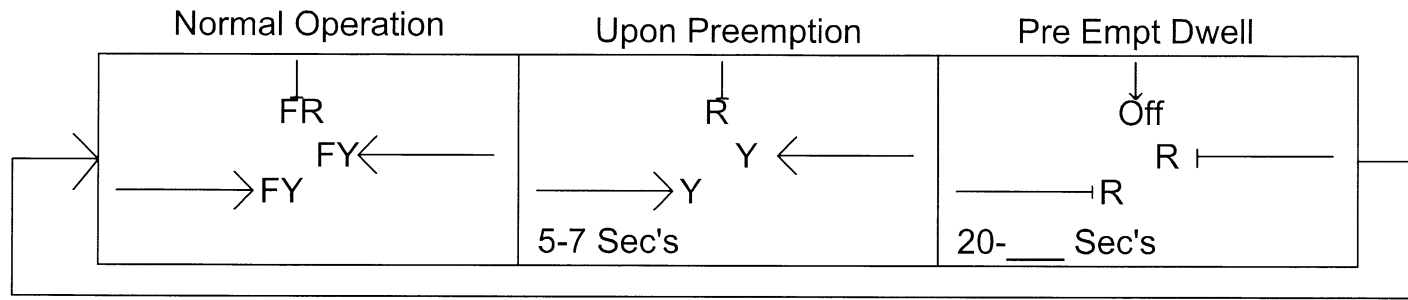 Normal Operation
Upon Preemption
Pre Empt Dwell
FR
FY
FY
R
Y
Y
5-7 Sec's
Off
R
R
20-___ Sec's